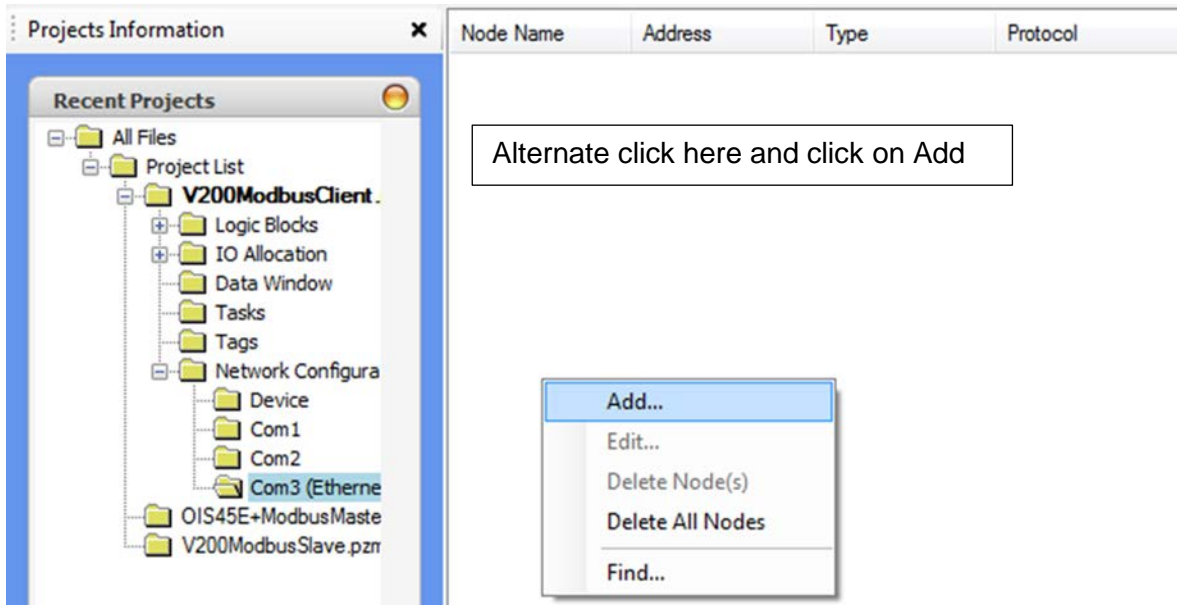 Projects Information
Node Name Address Type Protocol
Recent Projects
All Files
Project List
V200ModbusClient.
Logic Blocks
IO Allocation
Data Window
Tasks
Tags
Network Configura
Device
Com1
Com2
Com3 (Etherne
OIS45E+ModbusMaste
V200ModbusSlave.pzm
Alternate click here and click on Add
Add...
Edit...
Delete Node(s)
Delete All Nodes
Find...